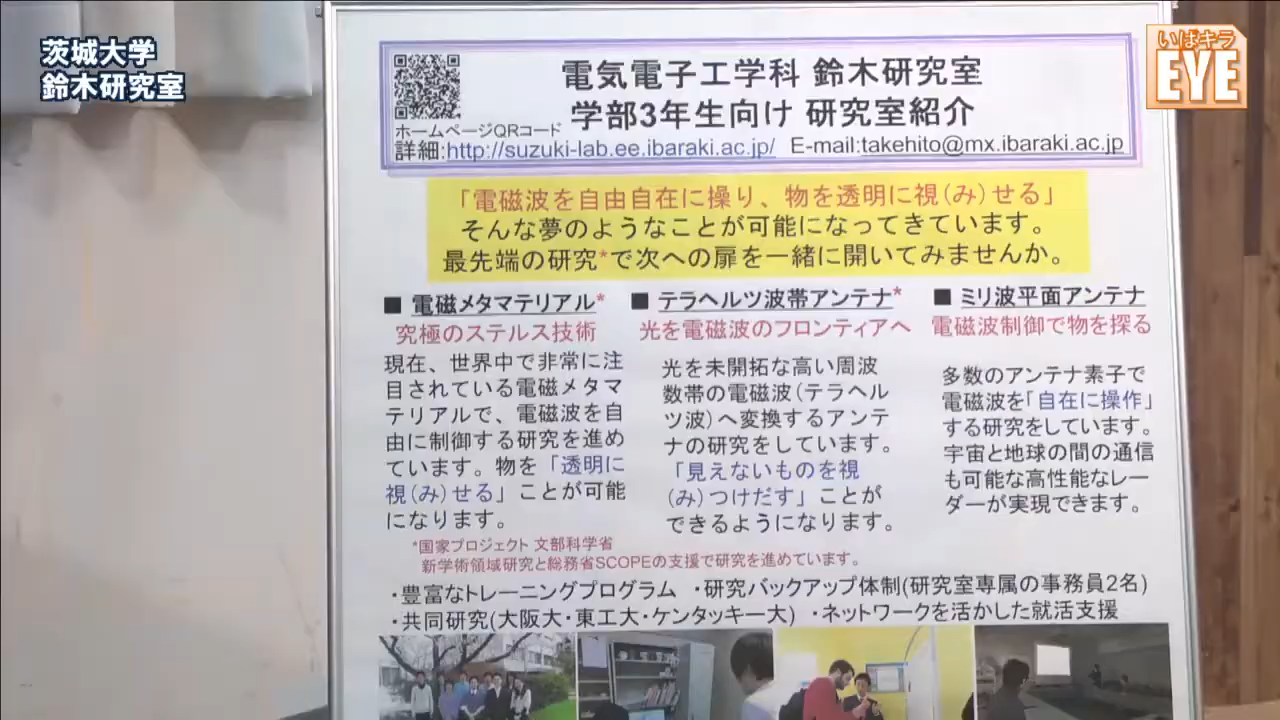 茨城大学
鈴木研究室
いばキラ
EYE
電気電子工学科 鈴木研究室
学部3年生向け 研究室紹介
ホームページQRコード
詳細:http://suzuki-lab.ee.ibaraki.ac.jp/ E-mail:takehito@mx.ibaraki.ac.jp
「電磁波を自由自在に操り、物を透明に視(み)せる」
そんな夢のようなことが可能になってきています。
最先端の研究*で次への扉を一緒に開いてみませんか。
■ 電磁メタマテリアル*
究極のステルス技術
現在、世界中で非常に注
目されている電磁メタマ
テリアルで、電磁波を自
由に制御する研究を進め
ています。物を「透明に
視(み)せる」ことが可能
になります。
■ テラヘルツ波帯アンテナ*
光を電磁波のフロンティアへ
光を未開拓な高い周波
数帯の電磁波(テラヘル
ツ波)へ変換するアンテ
ナの研究をしています。
「見えないものを視
(み)つけだす」ことが
できるようになります。
■ ミリ波平面アンテナ
電磁波制御で物を探る
多数のアンテナ素子で
電磁波を「自在に操作」
する研究をしています。
宇宙と地球の間の通信
も可能な高性能なレー
ダーが実現できます。
*国家プロジェクト 文部科学省
新学術領域研究と総務省SCOPEの支援で研究を進めています。
・豊富なトレーニングプログラム ・研究バックアップ体制(研究室専属の事務員2名)
・共同研究(大阪大・東工大・ケンタッキー大) ・ネットワークを活かした就活支援